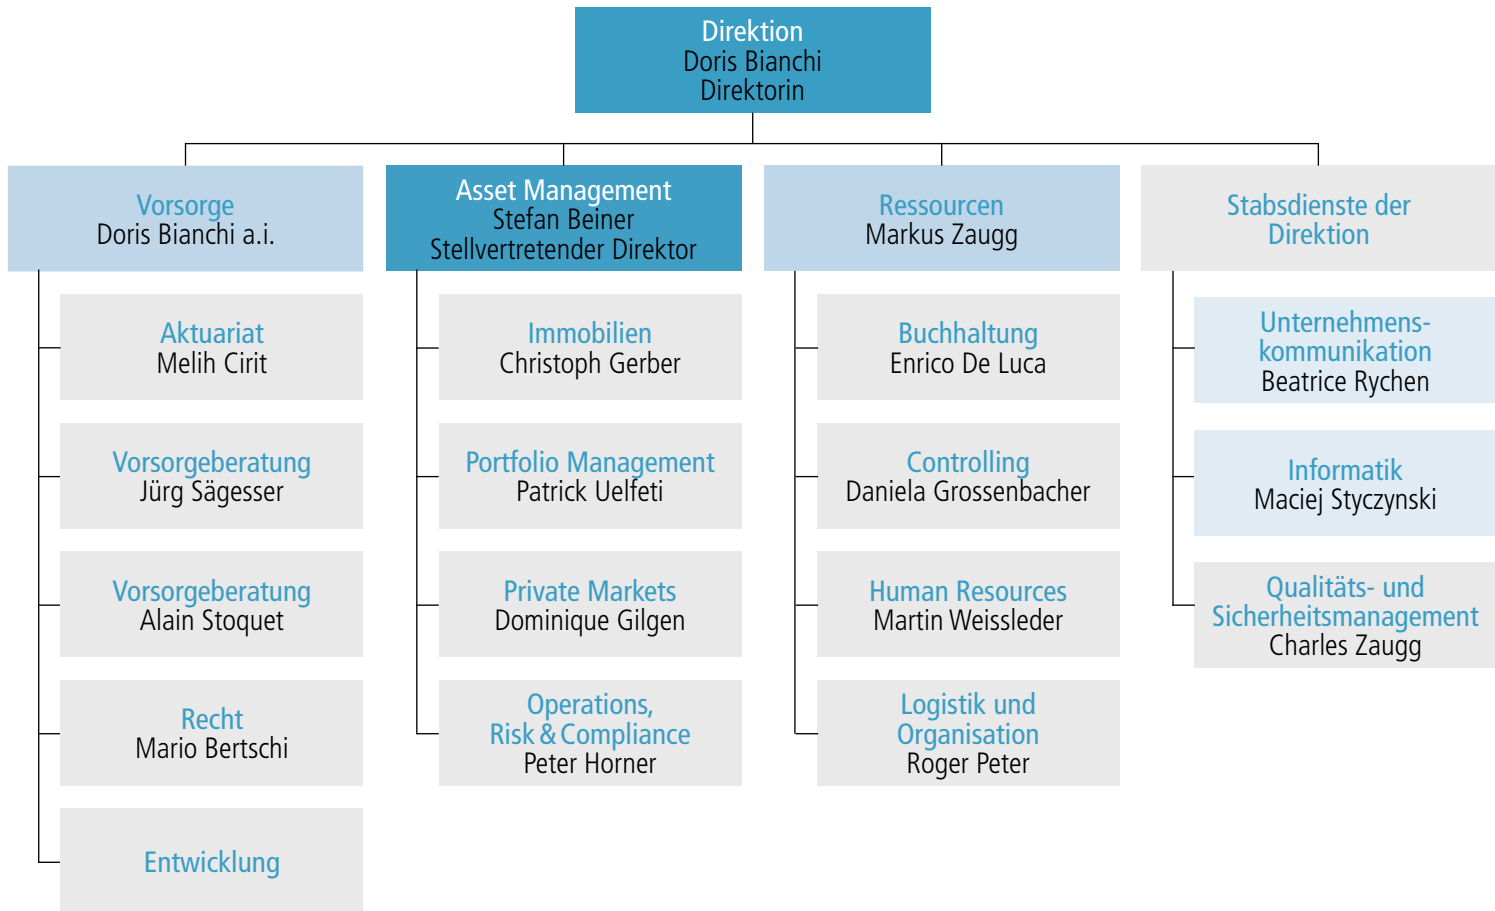 Direktion
Doris Bianchi
Direktorin
Vorsorge
Doris Bianchi a.i.
Aktuariat
Melih Cirit
Vorsorgeberatung
Jürg Sägesser
Vorsorgeberatung
Alain Stoquet
Recht
Mario Bertschi
Entwicklung
Asset Management
Stefan Beiner
Stellvertretender Direktor
Immobilien
Christoph Gerber
Portfolio Management
Patrick Uelfeti
Private Markets
Dominique Gilgen
Operations,
Risk & Compliance
Peter Horner
Ressourcen
Markus Zaugg
Buchhaltung
Enrico De Luca
Controlling
Daniela Grossenbacher
Human Resources
Martin Weissleder
Logistik und
Organisation
Roger Peter
Stabsdienste der
Direktion
Unternehmens-
kommunikation
Beatrice Rychen
Informatik
Maciej Styczynski
Qualitäts- und
Sicherheitsmanagement
Charles Zaugg